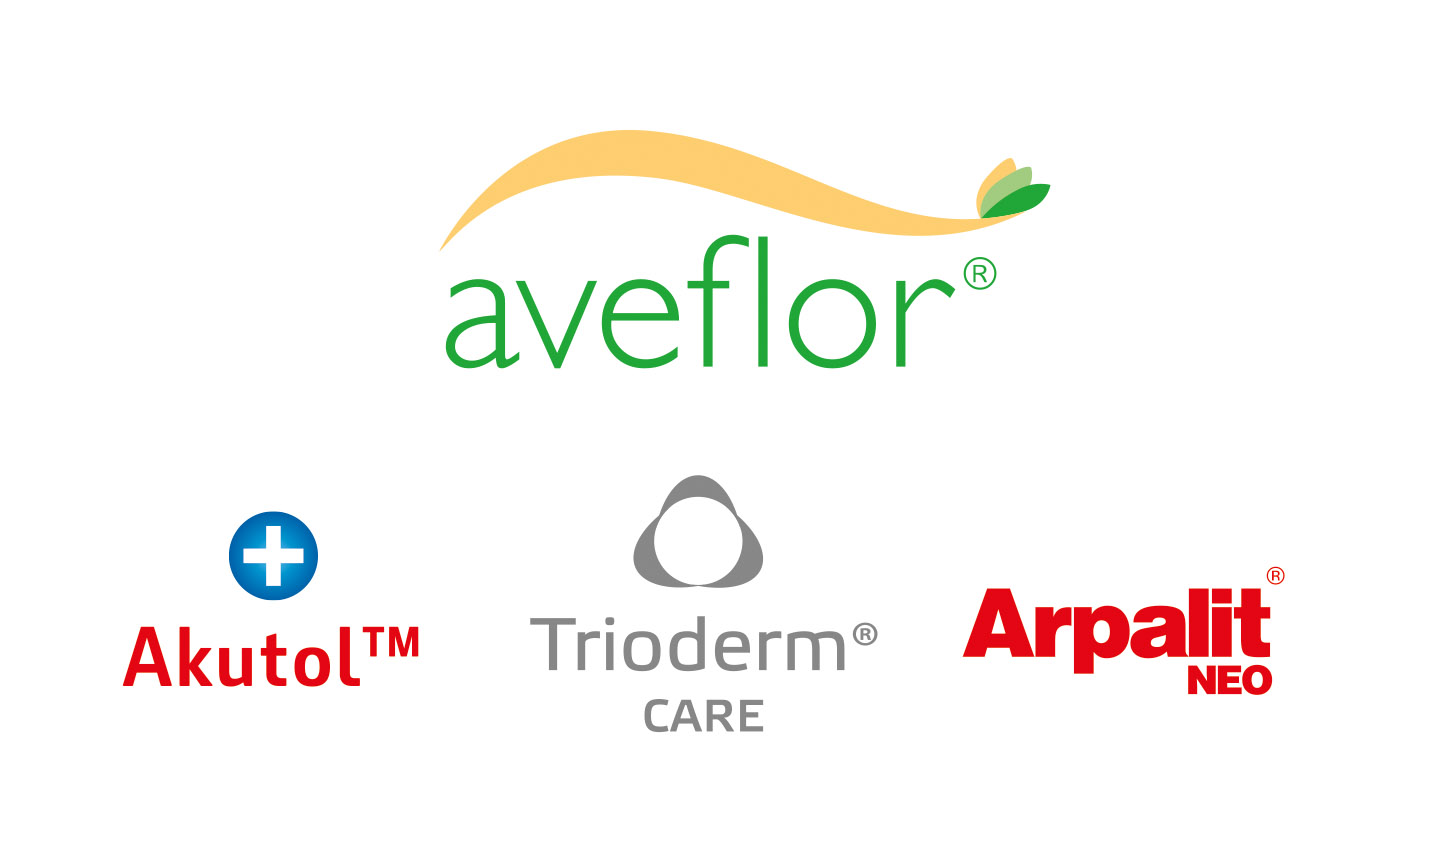 aveflor®
Akutol™
Trioderm®
CARE
Arpalit®
NEO